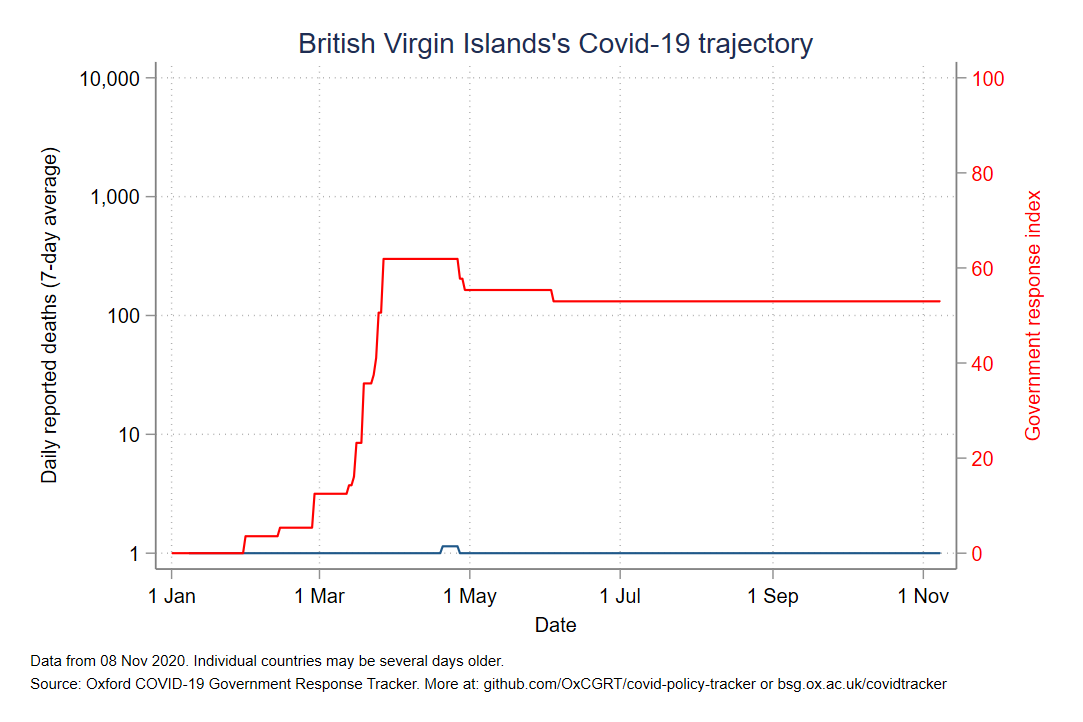 British Virgin Islands's Covid-19 trajectory
Daily reported deaths (7-day average)
10,000
1,000
100
10
1
100
80
60
40
20
0
Government response index
1 Jan 1 Mar 1 May 1 Jul 1 Sep 1 Nov
Date
Data from 08 Nov 2020. Individual countries may be several days older.
Source: Oxford COVID-19 Government Response Tracker. More at: github.com/OxCGRT/covid-policy-tracker or bsg.ox.ac.uk/covidtracker